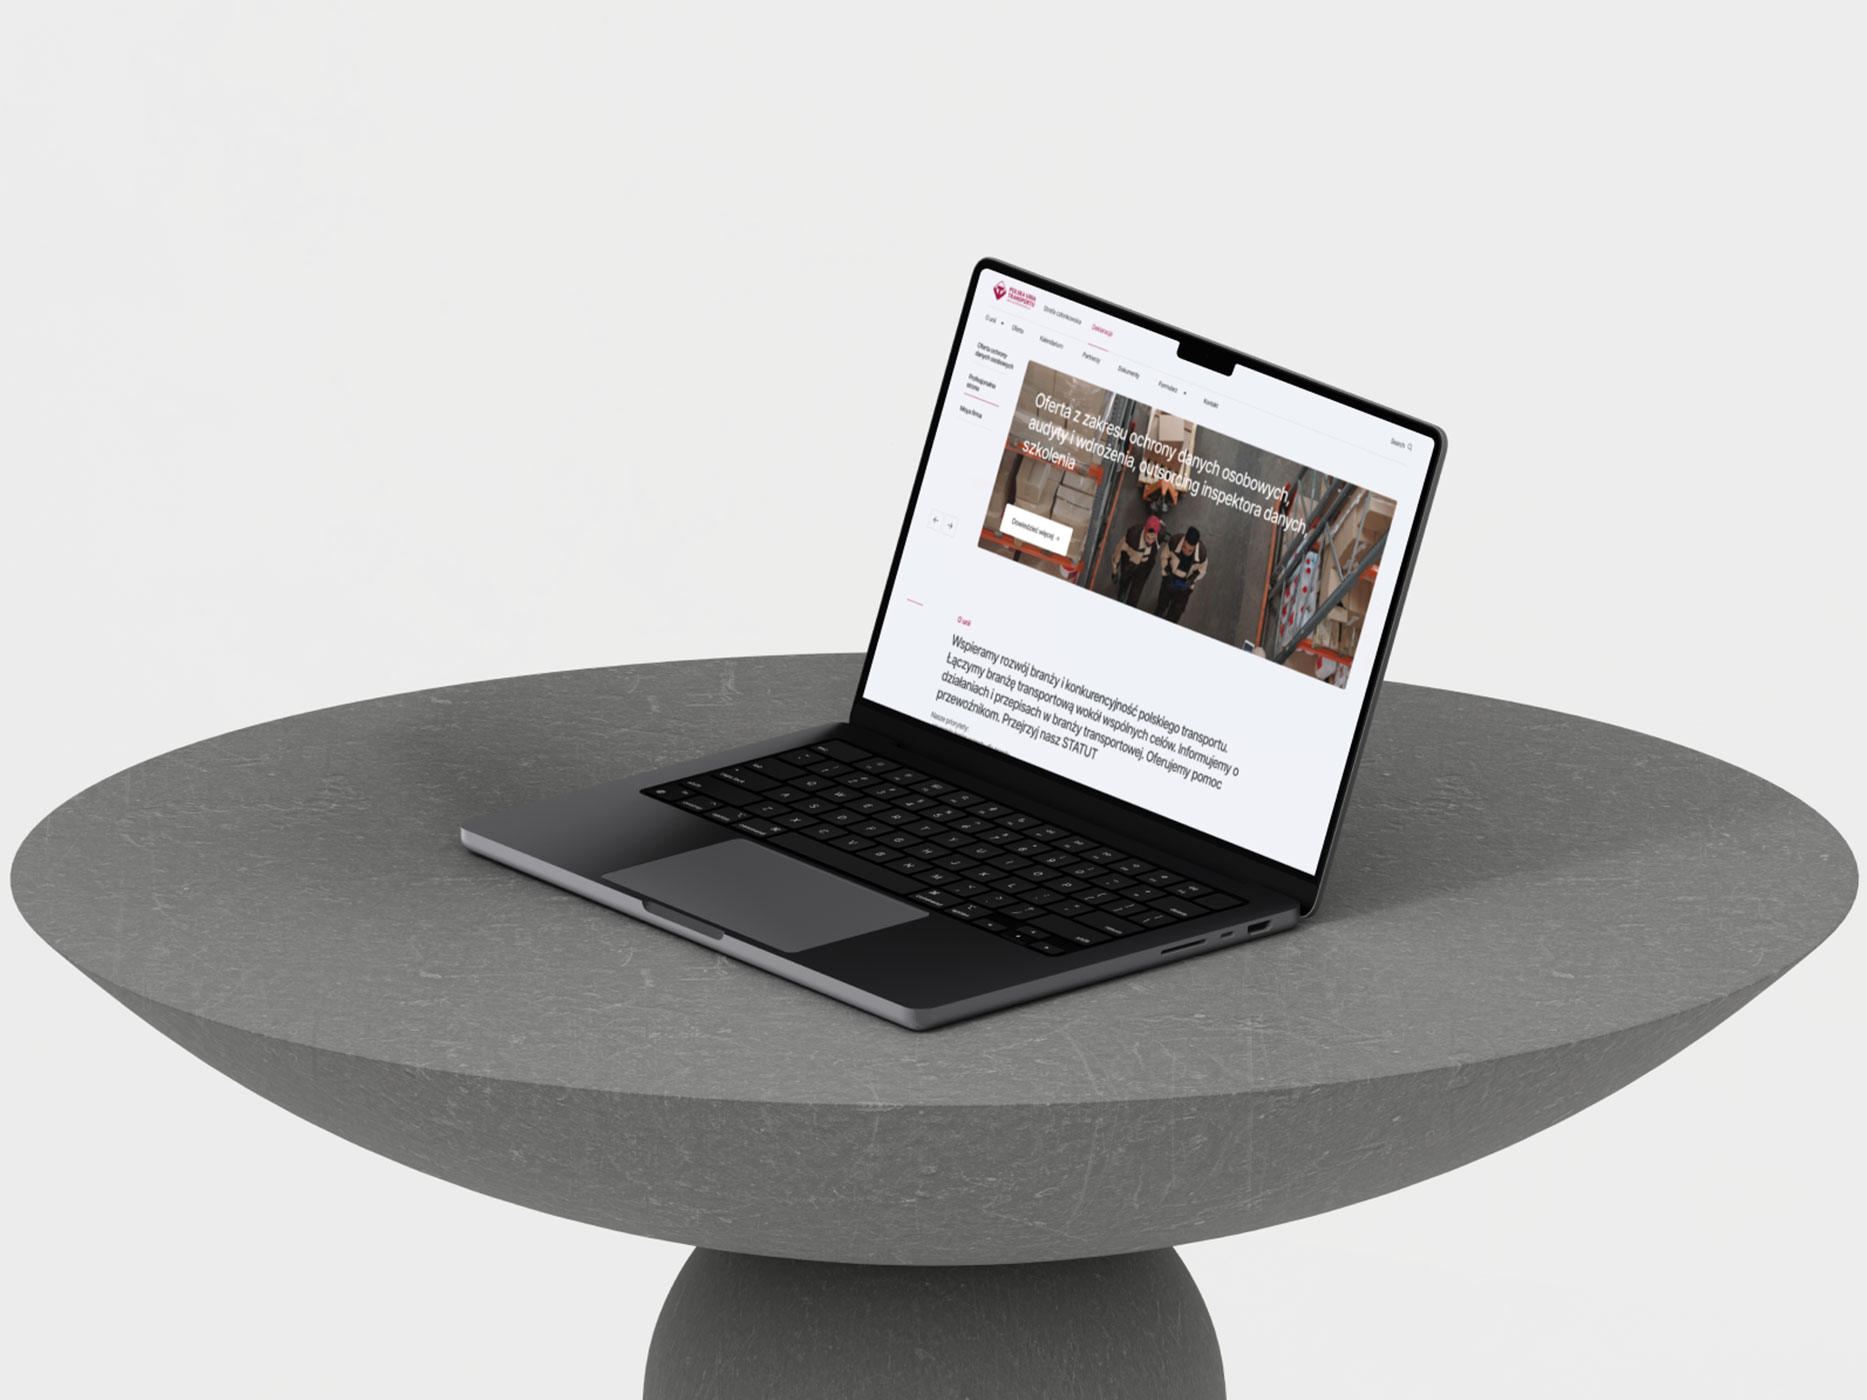 POLSKA UNIA
TRANSPORTU
Strefa członkowska
Deklaracja
O unii
Oferta
Kalendarium
Partnerzy
Dokumenty
Formularz
Kontakt
Search
Oferta ochrony
danych osobowych
Profesjonalna
strona
Moja firma
Oferta z zakresu ochrony danych osobowych,
audyty i wdrożenia, outsorcing inspektora danych,
szkolenia
Dowiedzieć więcej →
O unii
Wspieramy rozwój branży i konkurencyjność polskiego transportu.
Łączymy branżę transportową wokół wspólnych celów. Informujemy o
działaniach i przepisach w branży transportowej. Oferujemy pomoc
przewoźnikom. Przejrzyj nasz STATUT
Nasze priorytety: